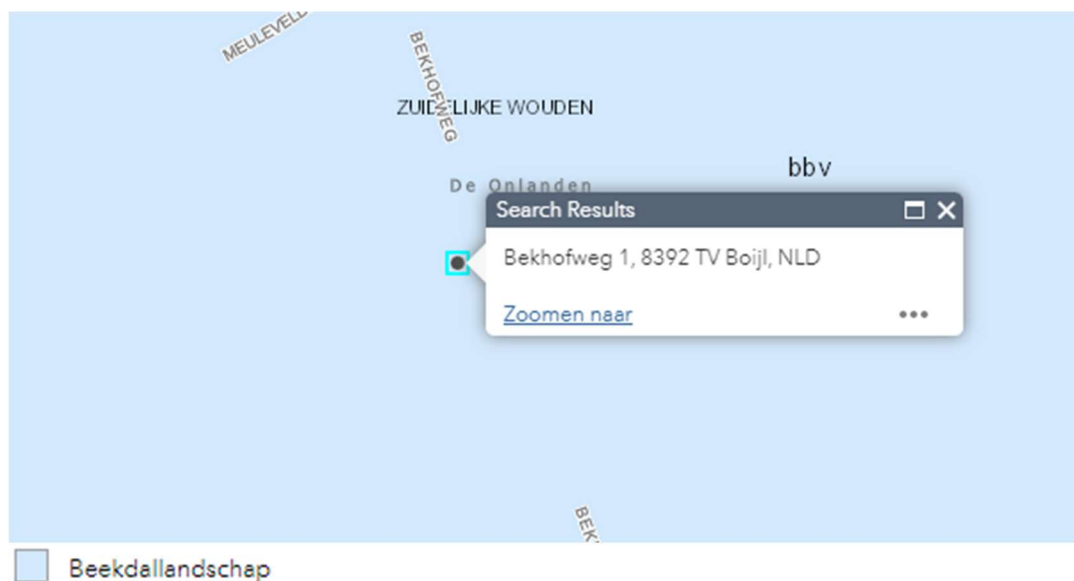 MEULEVELD
BEKHOFWEG
ZUIDELIJKE WOUDEN
bbv
De Onlanden
Search Results
Bekhofweg 1, 8392 TV Boijl, NLD
Zoomen naar
Beekdallandschap